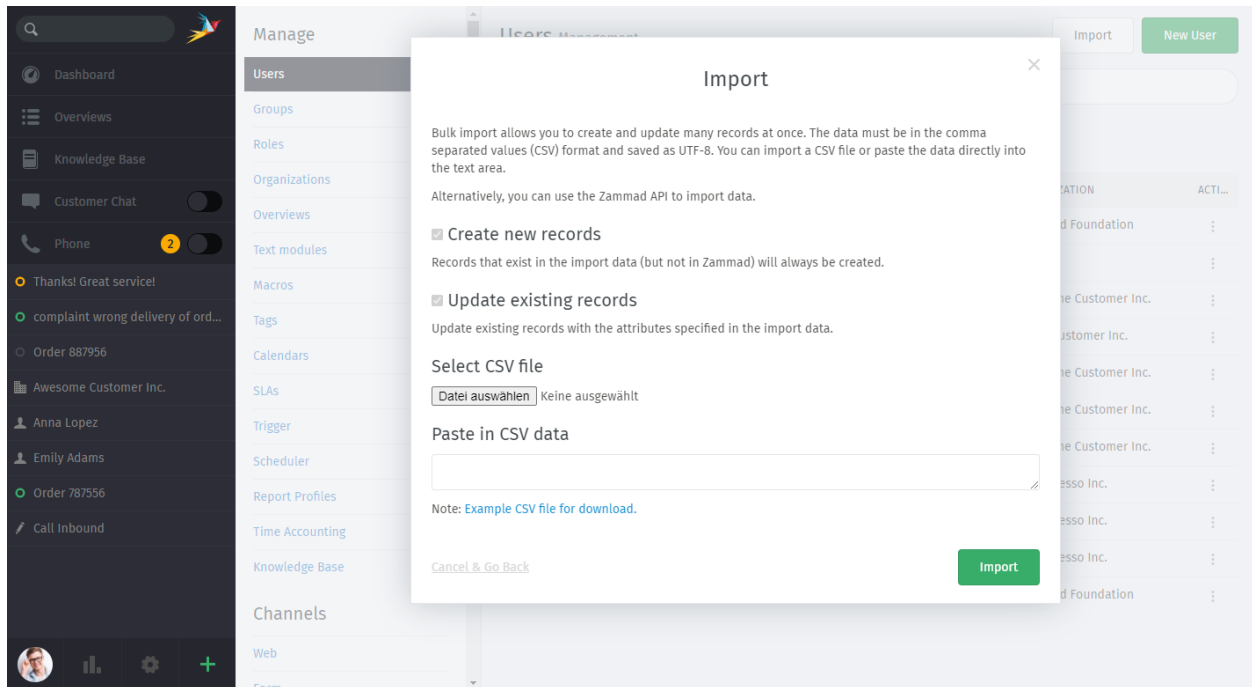 Dashboard
Overviews
Knowledge Base
Customer Chat
Phone 2
Thanks! Great service!
complaint wrong delivery of ord...
Order 887956
Awesome Customer Inc.
Anna Lopez
Emily Adams
Order 787556
Call Inbound
Manage
Users
Groups
Roles
Organizations
Overviews
Text modules
Macros
Tags
Calendars
SLAs
Trigger
Scheduler
Report Profiles
Time Accounting
Knowledge Base
Channels
Web
Form
Users Management
Import
New User
Import
Bulk import allows you to create and update many records at once. The data must be in the comma
separated values (CSV) format and saved as UTF-8. You can import a CSV file or paste the data directly into
the text area.
Alternatively, you can use the Zammad API to import data.
Create new records
Records that exist in the import data (but not in Zammad) will always be created.
Update existing records
Update existing records with the attributes specified in the import data.
Select CSV file
Datei auswählen Keine ausgewählt
Paste in CSV data
Note: Example CSV file for download.
Cancel & Go Back
Import
ZATION ACTI...
d Foundation
ne Customer Inc.
ustomer Inc.
ne Customer Inc.
ne Customer Inc.
ne Customer Inc.
esso Inc.
esso Inc.
esso Inc.
d Foundation